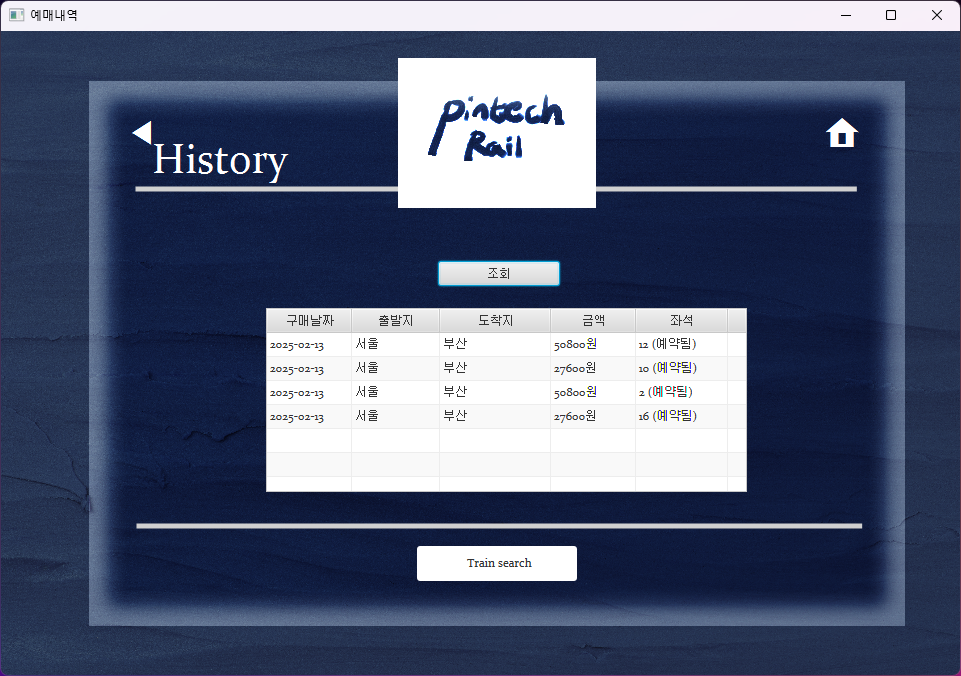 예매내역
pintech
Rail
History
조회
구매날짜 출발지 도착지 금액 좌석
2025-02-13 서울 부산 50800원 12 (예약됨)
2025-02-13 서울 부산 27600원 10 (예약됨)
2025-02-13 서울 부산 50800원 2 (예약됨)
2025-02-13 서울 부산 27600원 16 (예약됨)
Train search